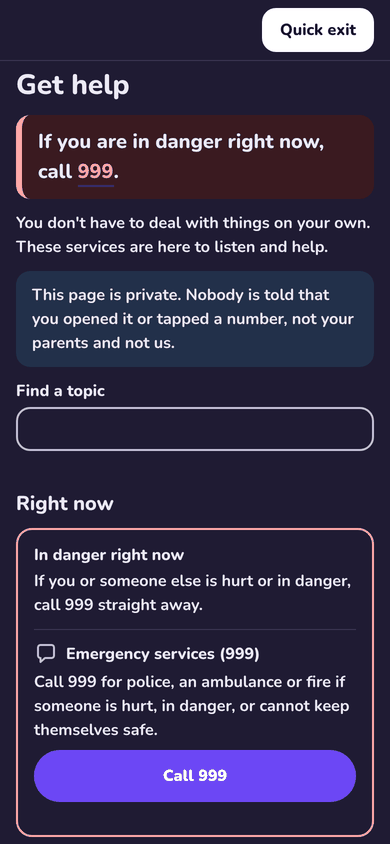 Quick exit
Get help
If you are in danger right now,
call 999.
You don't have to deal with things on your own.
These services are here to listen and help.
This page is private. Nobody is told that
you opened it or tapped a number, not your
parents and not us.
Find a topic
Right now
In danger right now
If you or someone else is hurt or in danger,
call 999 straight away.
Emergency services (999)
Call 999 for police, an ambulance or fire if
someone is hurt, in danger, or cannot keep
themselves safe.
Call 999